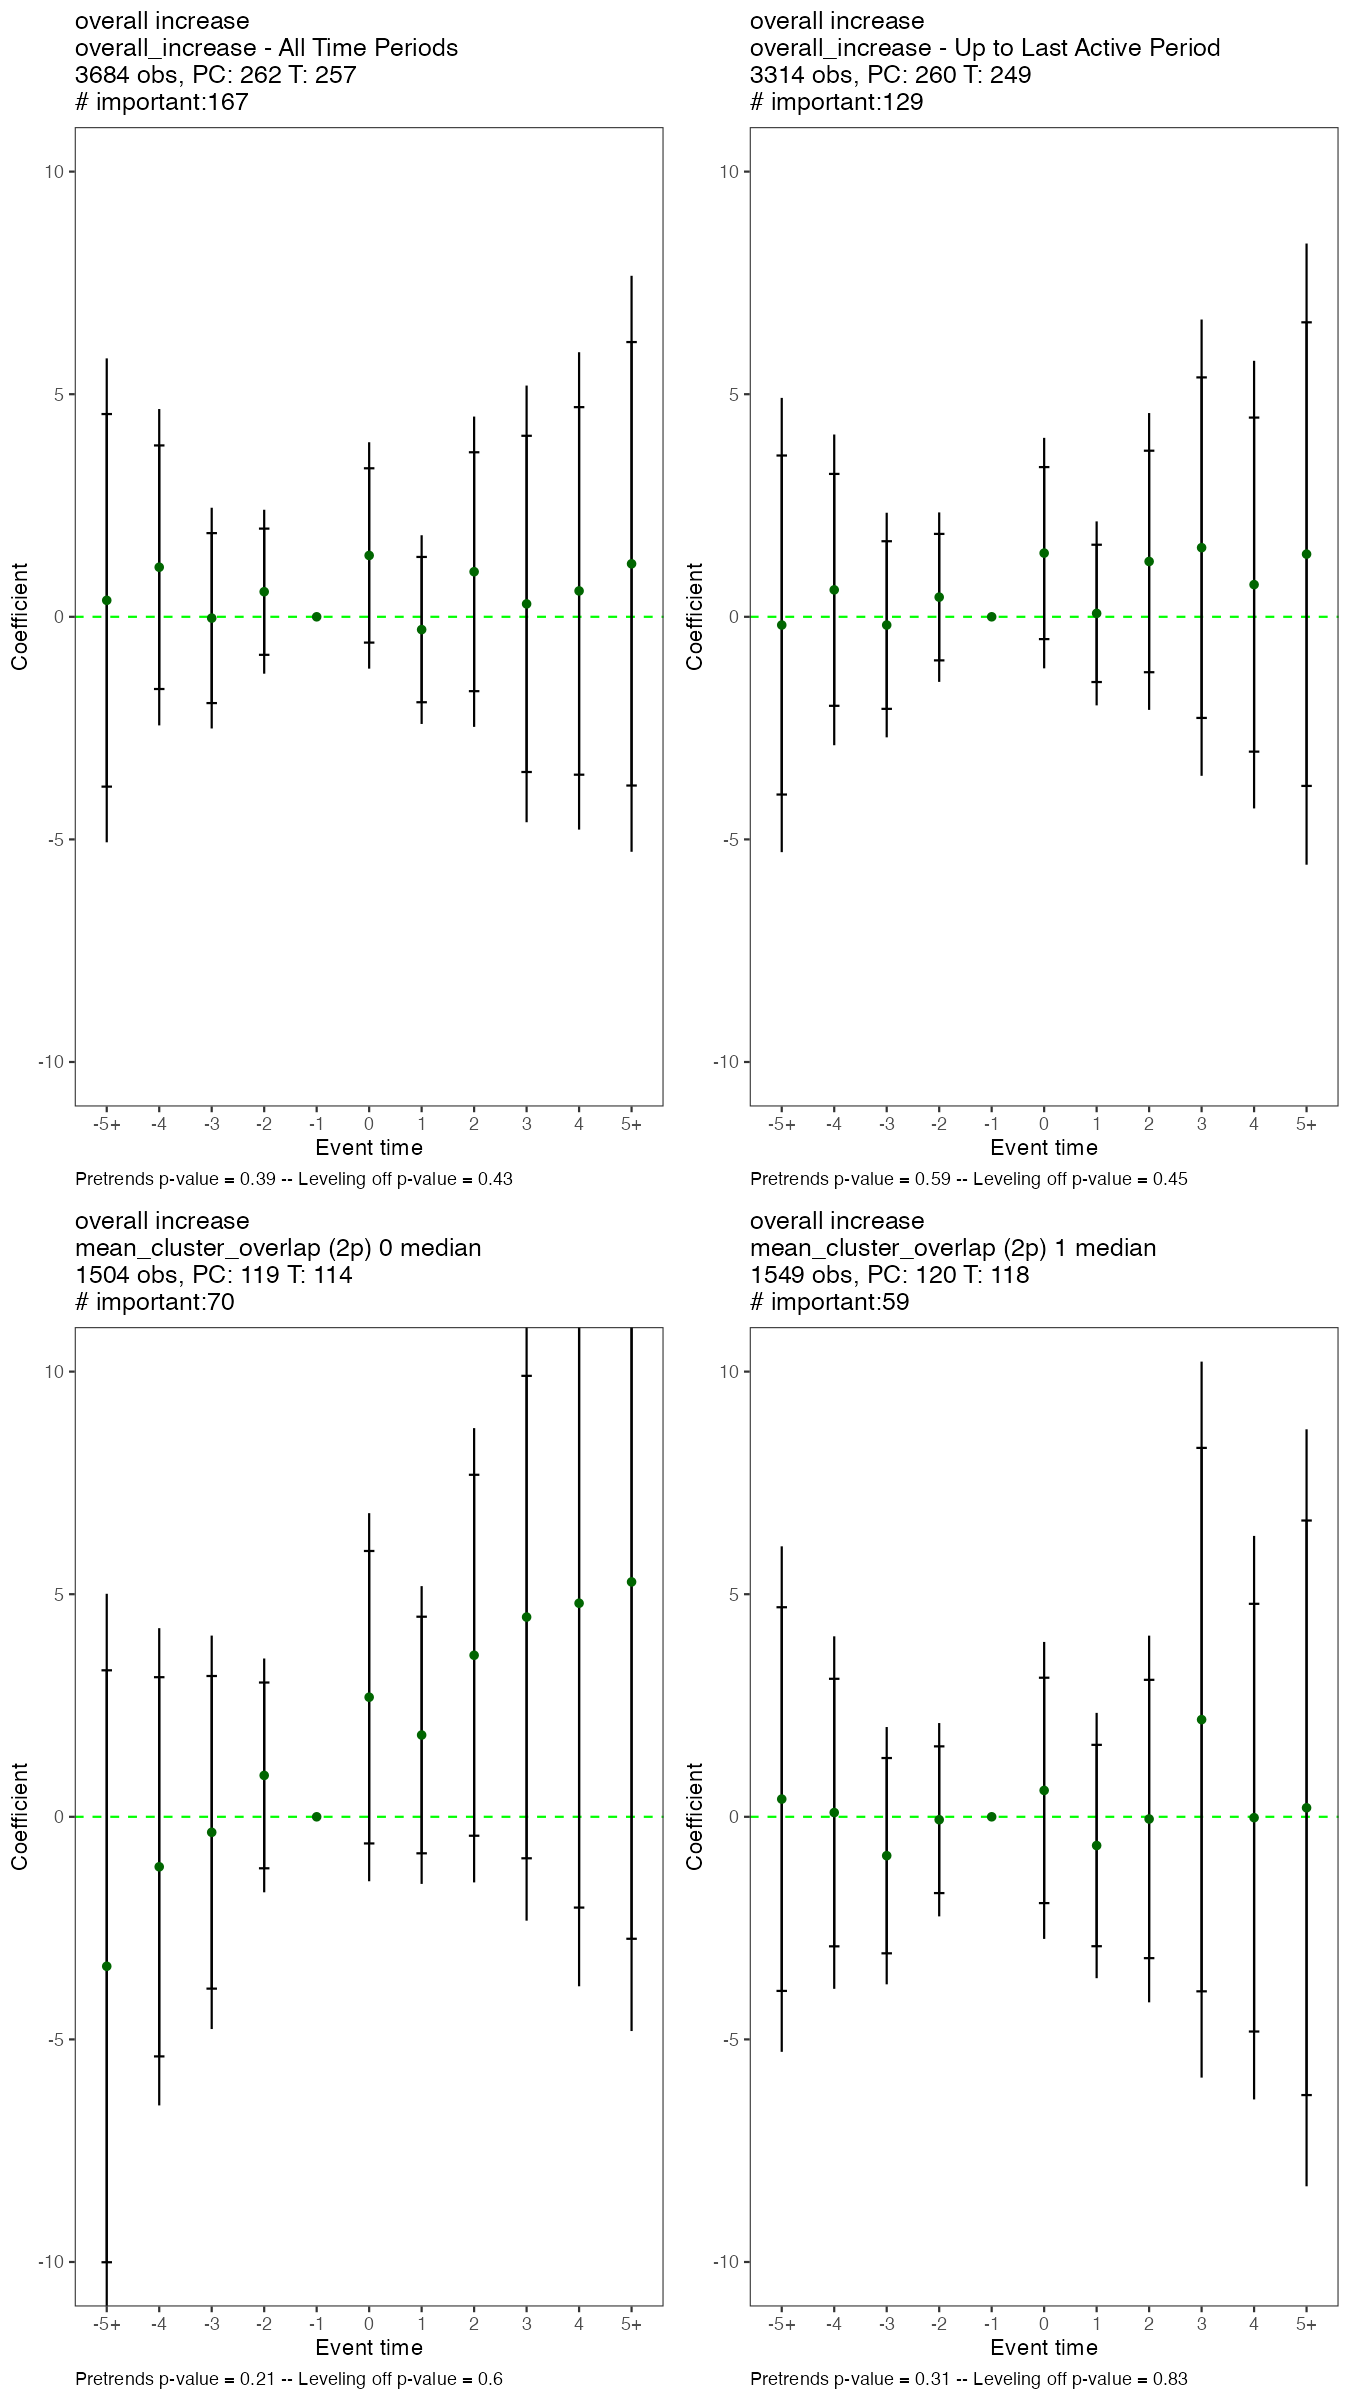 overall increase
overall_increase - All Time Periods
3684 obs, PC: 262 T: 257
# important:167
10
5
0
-5
-10
Coefficient
-5+ -4 -3 -2 -1 0 1 2 3 4 5+
Event time
Pretrends p-value = 0.39 -- Leveling off p-value = 0.43
overall increase
overall_increase - Up to Last Active Period
3314 obs, PC: 260 T: 249
# important:129
10
5
0
-5
-10
Coefficient
-5+ -4 -3 -2 -1 0 1 2 3 4 5+
Event time
Pretrends p-value = 0.59 -- Leveling off p-value = 0.45
overall increase
mean_cluster_overlap (2p) 0 median
1504 obs, PC: 119 T: 114
# important:70
10
5
0
-5
-10
Coefficient
-5+ -4 -3 -2 -1 0 1 2 3 4 5+
Event time
Pretrends p-value = 0.21 -- Leveling off p-value = 0.6
overall increase
mean_cluster_overlap (2p) 1 median
1549 obs, PC: 120 T: 118
# important:59
10
5
0
-5
-10
Coefficient
-5+ -4 -3 -2 -1 0 1 2 3 4 5+
Event time
Pretrends p-value = 0.31 -- Leveling off p-value = 0.83